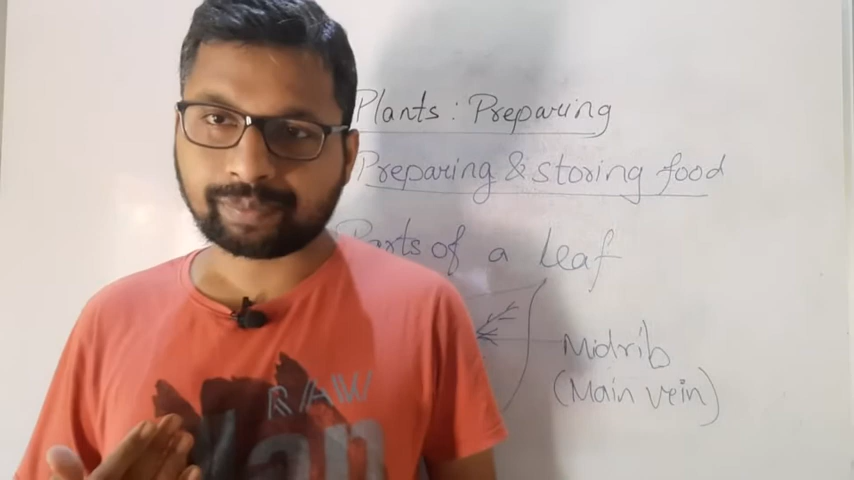 Plants : Preparing
Preparing & storing food
Parts of a Leaf
Midrib
(Main vein)
RAW